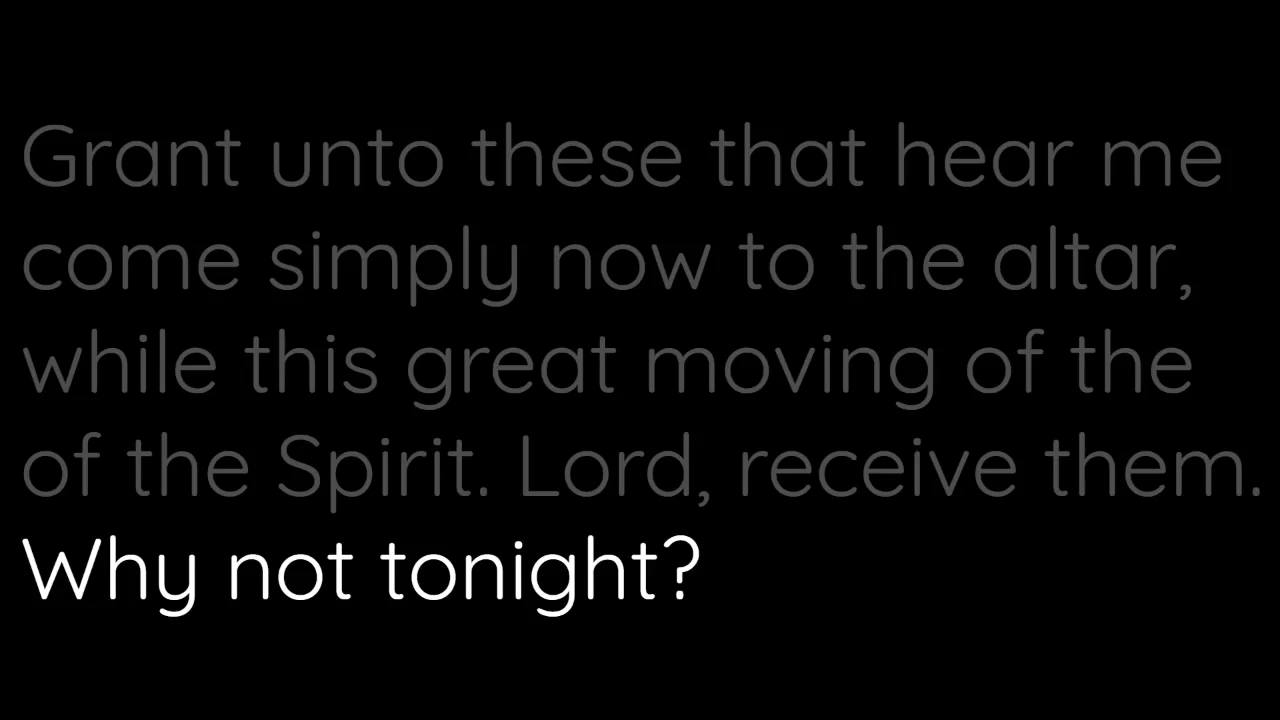 Grant unto these that hear me
come simply now to the altar,
while this great moving of the
of the Spirit. Lord, receive them.
Why not tonight?